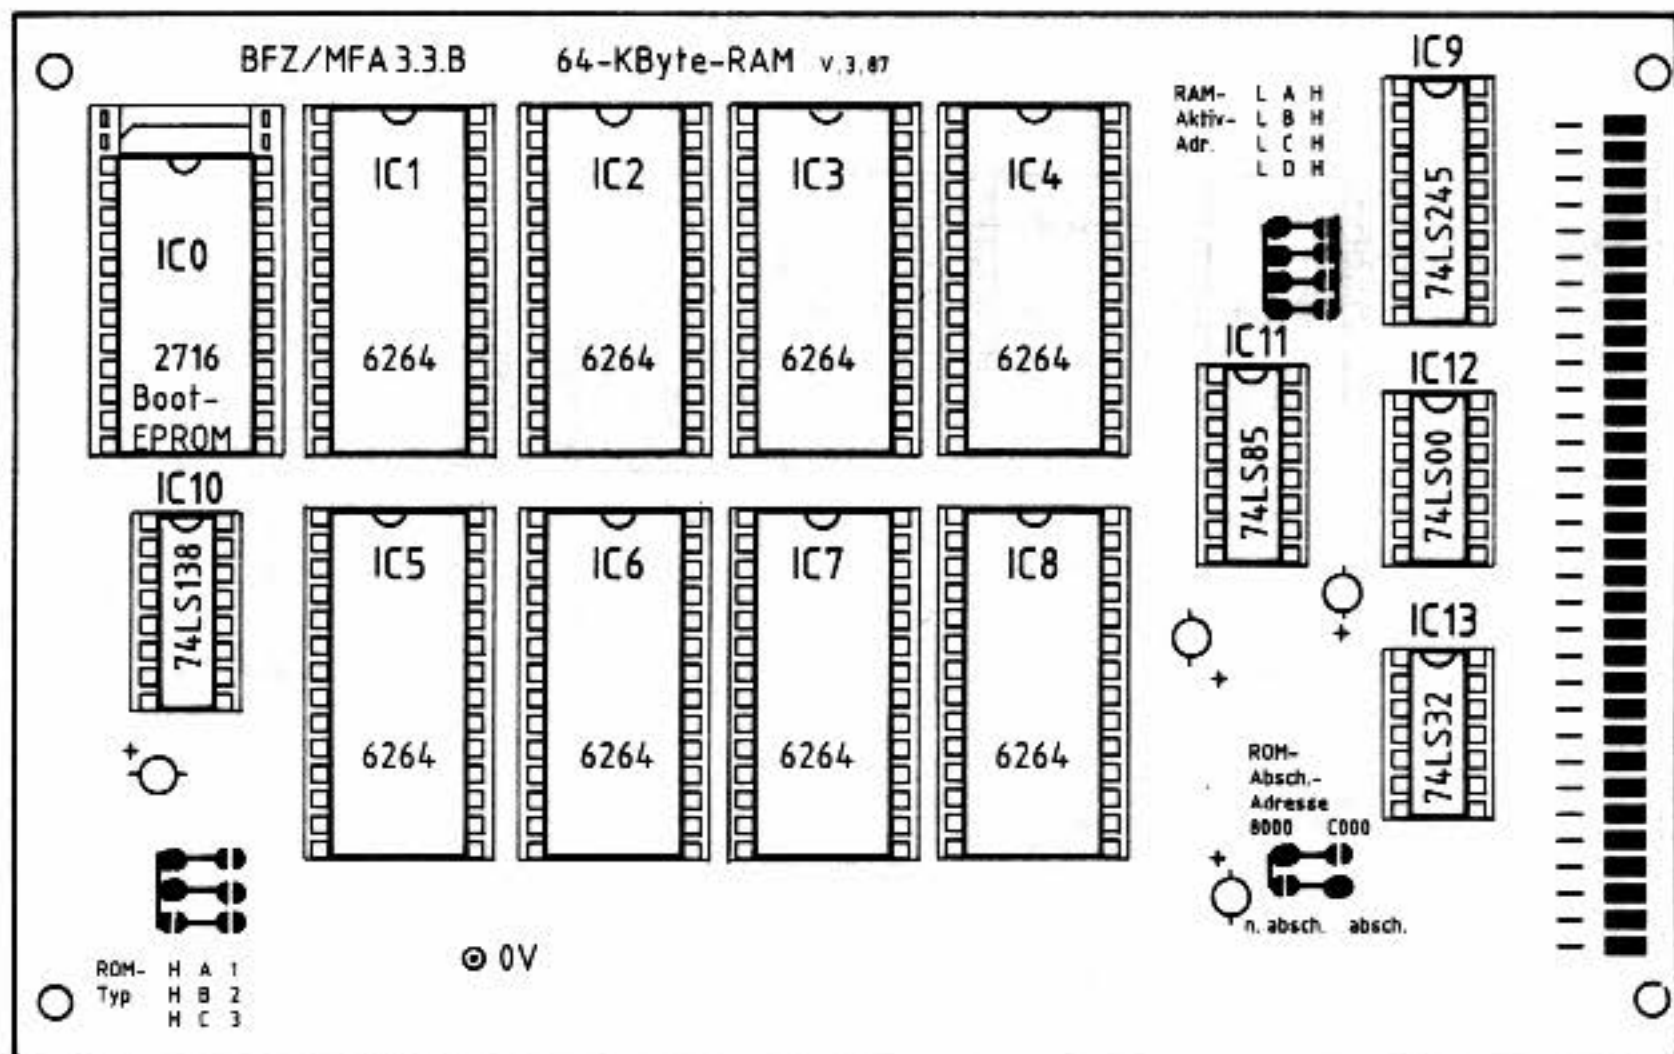 BFZ/MFA 3.3.B 64-KByte-RAM V.3.87
IC9
RAM- L A H
Aktiv- L B H
Adr. L C H
L D H
74LS245
IC0
2716
Boot-
EPROM
IC1
6264
IC2
6264
IC3
6264
IC4
6264
IC11
74LS85
IC12
74LS00
IC10
74LS138
IC5
6264
IC6
6264
IC7
6264
IC8
6264
IC13
74LS32
+
+
+
ROM-
Absch.-
Adresse
8000 C000
+
n. absch. absch.
0V
ROM- H A 1
Typ H B 2
H C 3